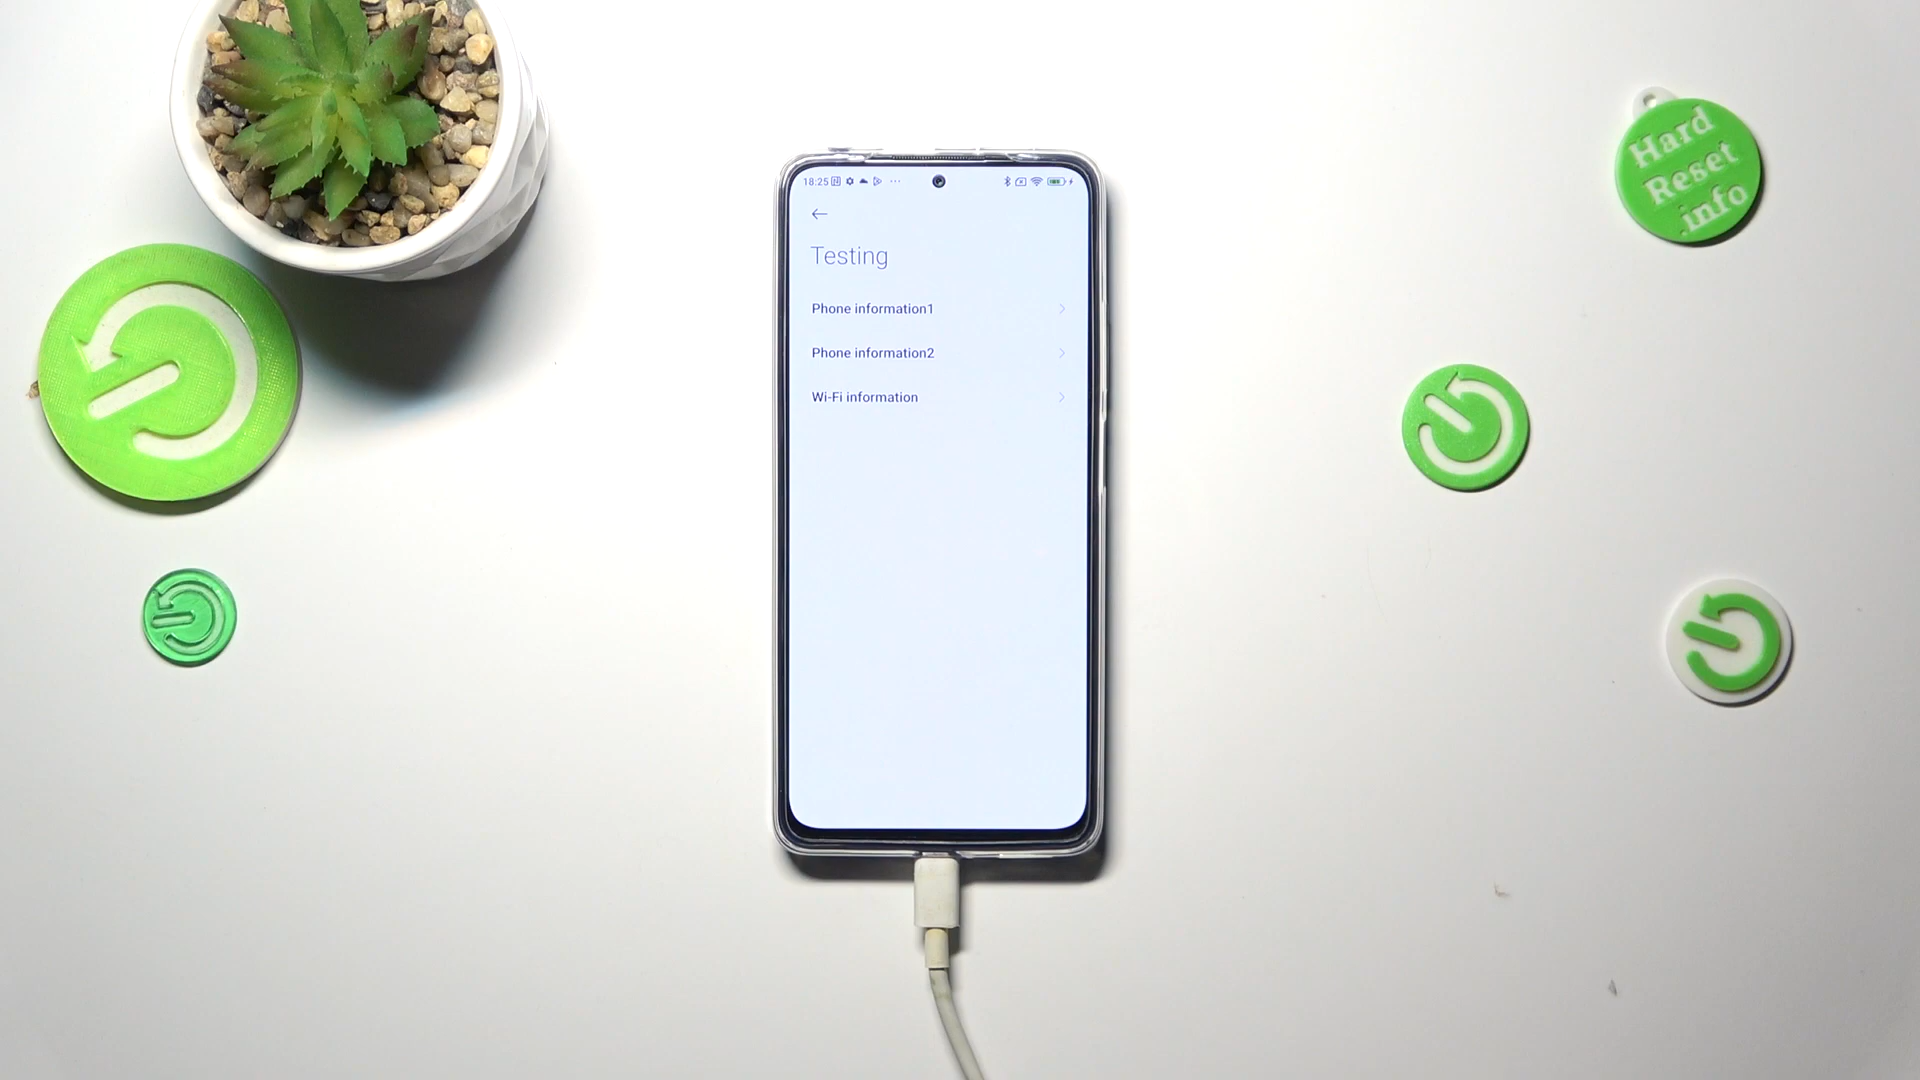 18:25
Testing
Phone information1
Phone information2
Wi-Fi information
Hard
Reset
.info